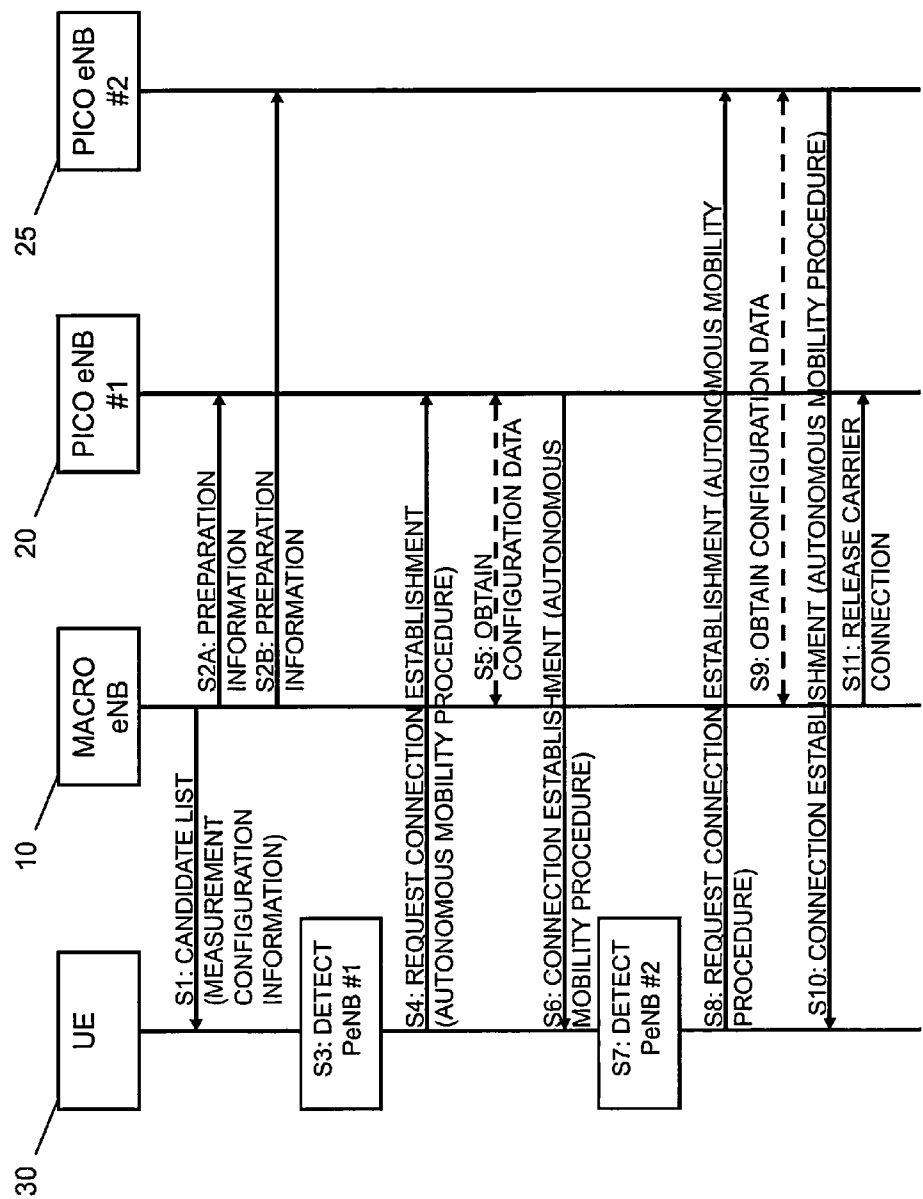 30
UE
10
MACRO
eNB
20
PICO eNB
#1
25
PICO eNB
#2
S1: CANDIDATE LIST
(MEASUREMENT
CONFIGURATION
INFORMATION)
S2A: PREPARATION
INFORMATION
S2B: PREPARATION
INFORMATION
S3: DETECT
PeNB #1
S4: REQUEST CONNECTION ESTABLISHMENT
(AUTONOMOUS MOBILITY PROCEDURE)
S5: OBTAIN
CONFIGURATION DATA
S6: CONNECTION ESTABLISHMENT (AUTONOMOUS
MOBILITY PROCEDURE)
S7: DETECT
PeNB #2
S8: REQUEST CONNECTION ESTABLISHMENT (AUTONOMOUS MOBILITY
PROCEDURE)
S9: OBTAIN CONFIGURATION DATA
S10: CONNECTION ESTABLISHMENT (AUTONOMOUS MOBILITY PROCEDURE)
S11: RELEASE CARRIER
CONNECTION